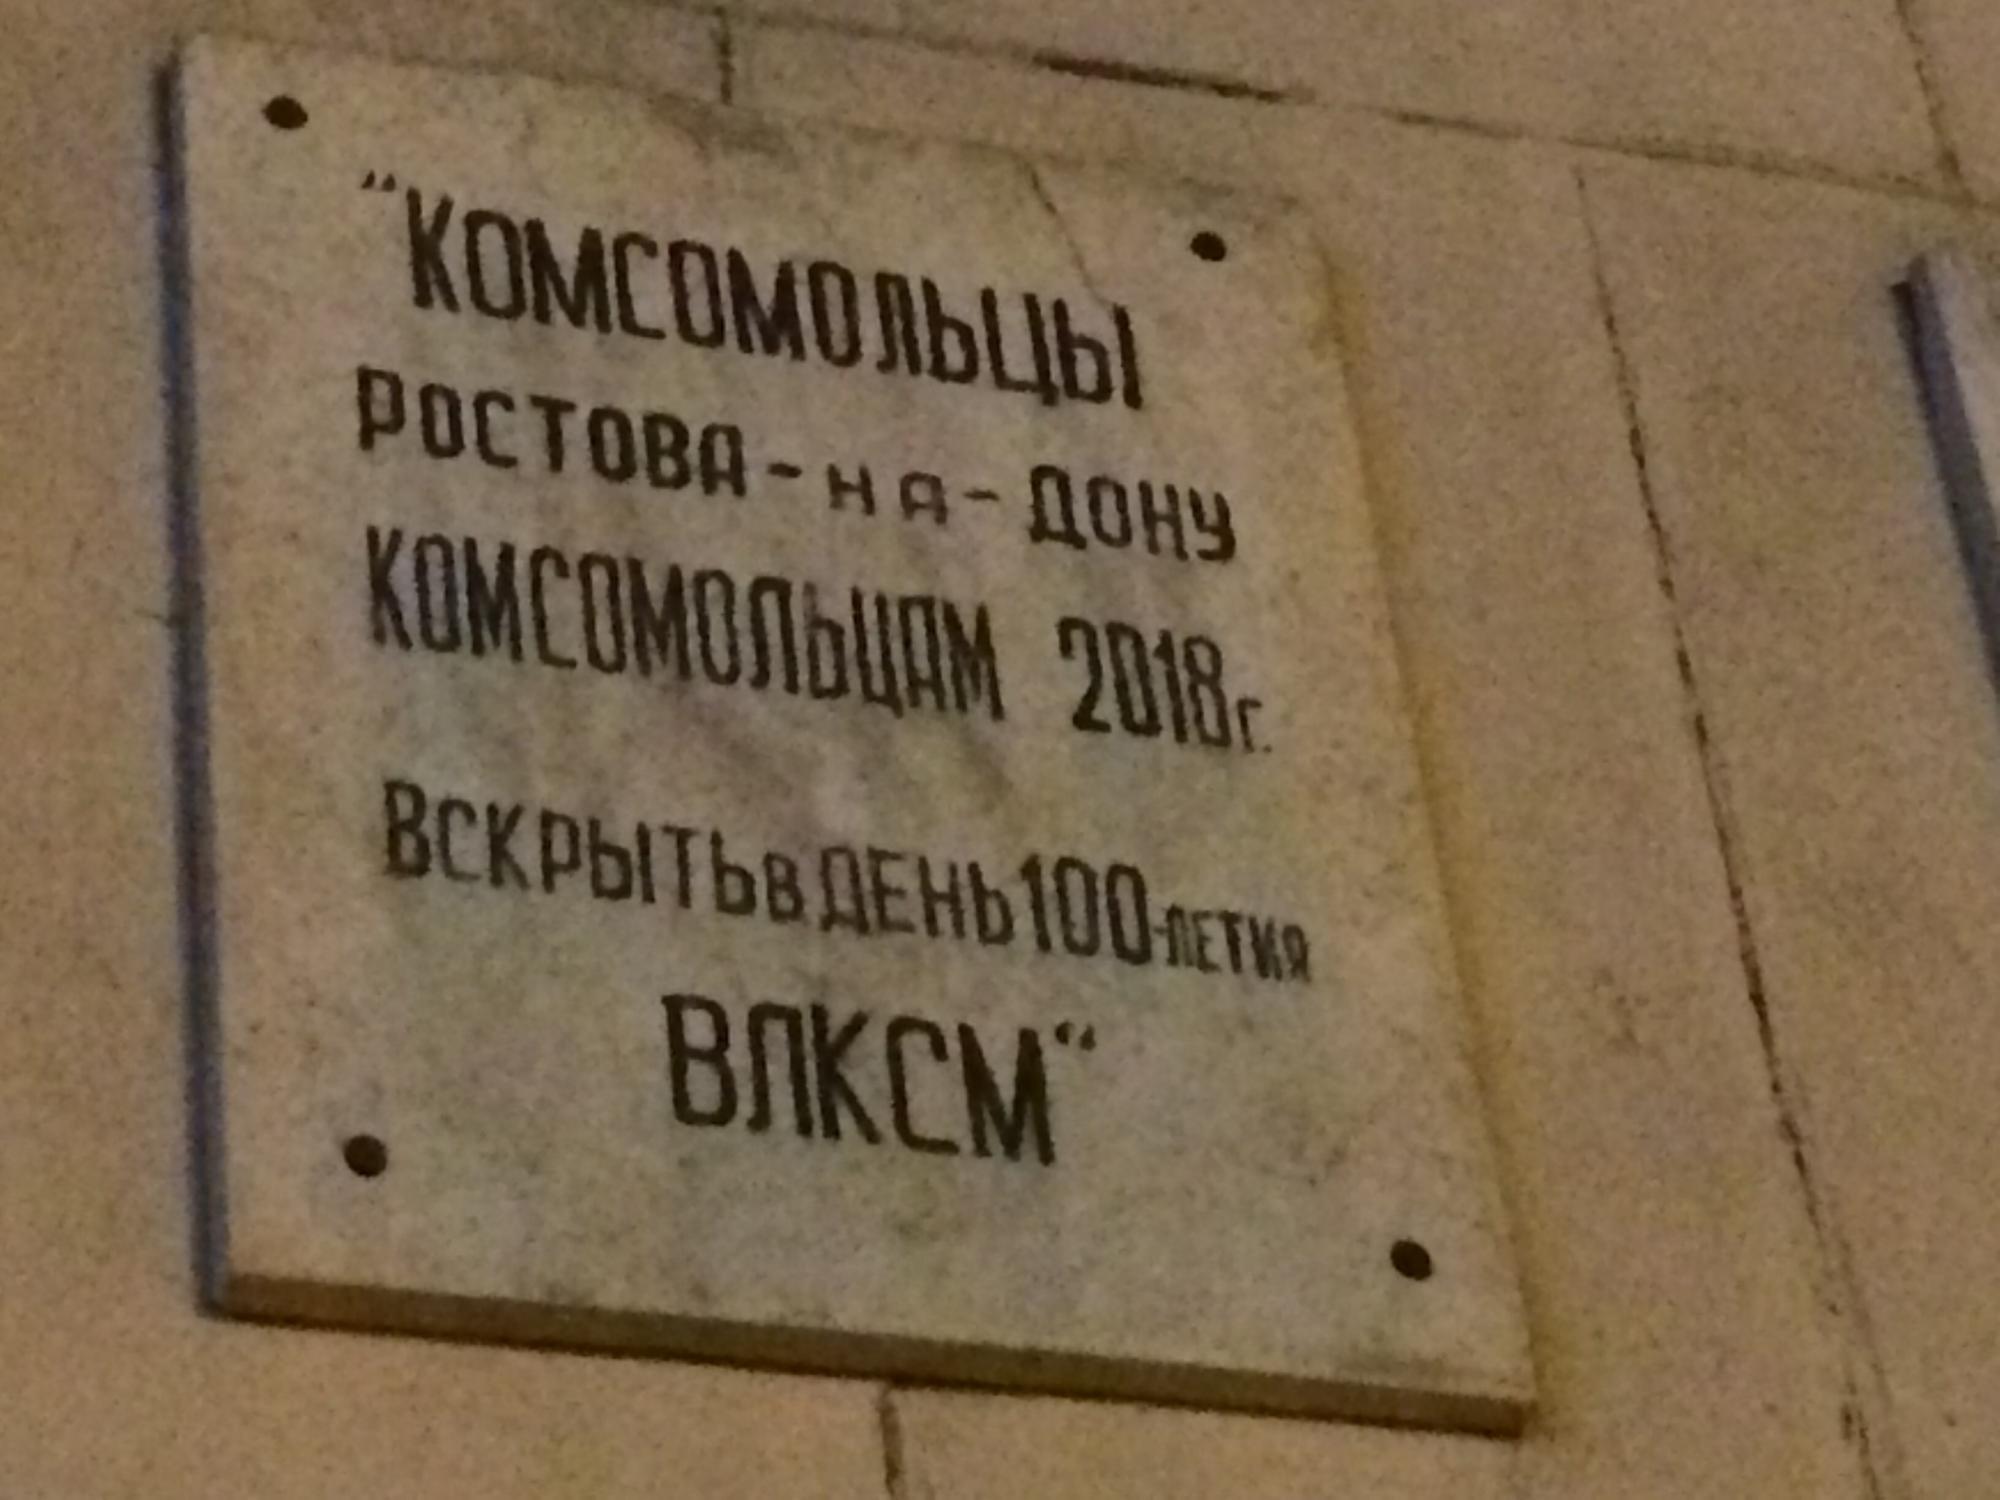 “КОМСОМОЛЬЦЫ
РОСТОВА-НА-ДОНУ
КОМСОМОЛЬЦАМ 2018г.
ВСКРЫТЬ в ДЕНЬ 100-ЛЕТИЯ
ВЛКСМ“